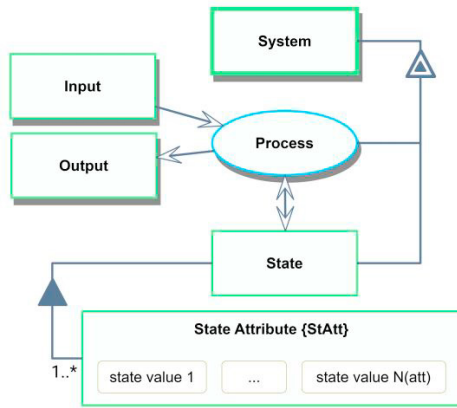 System
Input
Process
Output
State
State Attribute {StAtt}
1..*
state value 1
...
state value N(att)